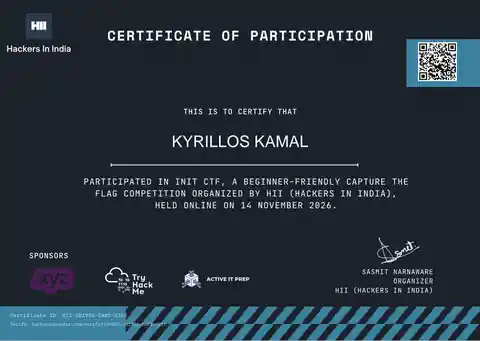 HII
Hackers In India
CERTIFICATE OF PARTICIPATION
THIS IS TO CERTIFY THAT
KYRILLOS KAMAL
PARTICIPATED IN INIT CTF, A BEGINNER-FRIENDLY CAPTURE THE
FLAG COMPETITION ORGANIZED BY HII (HACKERS IN INDIA),
HELD ONLINE ON 14 NOVEMBER 2026.
SPONSORS
xyz
Try
Hack
Me
ACTIVE IT PREP
SASMIT NARNAWARE
ORGANIZER
HII (HACKERS IN INDIA)
Certificate ID: